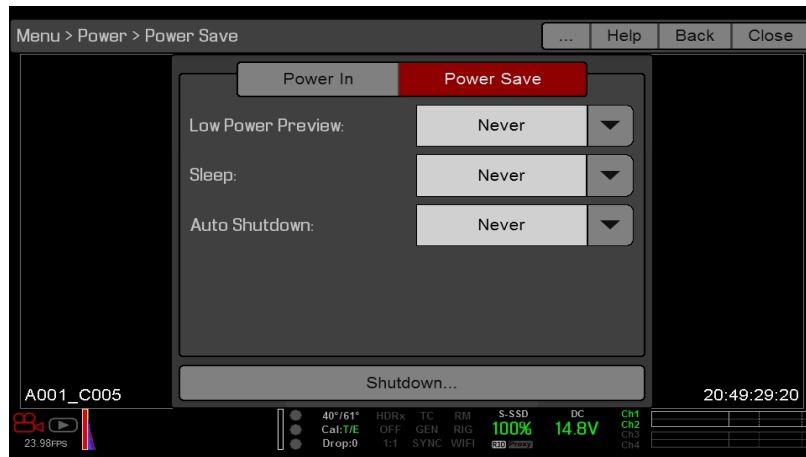 Menu > Power > Power Save ... Help Back Close
Power In Power Save
Low Power Preview: Never
Sleep: Never
Auto Shutdown: Never
Shutdown...
A001_C005 20:49:29:20
40°/61° HDRx TC RM S-SSD DC Ch1
Cal:T/E OFF GEN RIG 100% 14.8V Ch2
23.98FPS Drop:0 1:1 SYNC WIFI R3D Proxy Ch3
Ch4